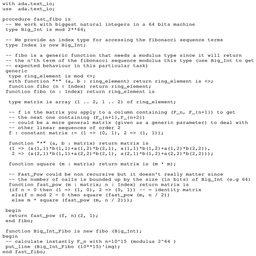 with ada.text_io;
use  ada.text_io;

procedure fast_fibo is
-- We work with biggest natural integers in a 64 bits machine
type Big_Int is mod 2**64;

-- We provide an index type for accessing the fibonacci sequence terms
type Index is new Big_Int;

-- fibo is a generic function that needs a modulus type since it will return
-- the n'th term of the fibonacci sequence modulus this type (use Big_Int to get
-- expected behaviour in this particular task)
generic
type ring_element is mod <>;
with function "*" (a, b : ring_element) return ring_element is <>;
function fibo (n : Index) return ring_element;
function fibo (n : Index) return ring_element is

type matrix is array (1 .. 2, 1 .. 2) of ring_element;

-- f is the matrix you apply to a column containing (F_n, F_{n+1}) to get
-- the next one containing (F_{n+1},F_{n+2})
-- could be a more general matrix (given as a generic parameter) to deal with
-- other linear sequences of order 2
f : constant matrix := (1 => (0, 1), 2 => (1, 1));

function "*" (a, b : matrix) return matrix is
(1 => (a(1,1)*b(1,1)+a(1,2)*b(2,1), a(1,1)*b(1,2)+a(1,2)*b(2,2)),
2 => (a(2,1)*b(1,1)+a(2,2)*b(2,1), a(2,1)*b(1,2)+a(2,2)*b(2,2)));

function square (m : matrix) return matrix is (m * m);

-- Fast_Pow could be non recursive but it doesn't really matter since
-- the number of calls is bounded up by the size (in bits) of Big_Int (e.g 64)
function fast_pow (m : matrix; n : Index) return matrix is
(if n = 0 then (1 => (1, 0), 2 => (0, 1)) -- = identity matrix
elsif n mod 2 = 0 then square (fast_pow (m, n / 2))
else m * square (fast_pow (m, n / 2)));

begin
return fast_pow (f, n)(2, 1);
end fibo;

function Big_Int_Fibo is new fibo (Big_Int);
begin
-- calculate instantly F_n with n=10^15 (modulus 2^64 )
put_line (Big_Int_Fibo (10**15)'img);
end fast_fibo;